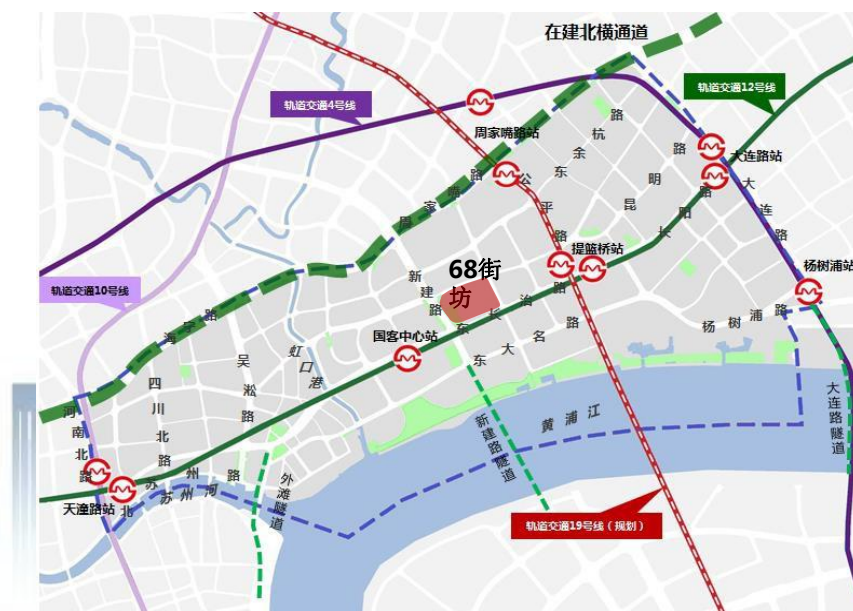 在建北横通道
轨道交通4号线
轨道交通12号线
周家嘴路站
大连路站
余杭路
东
昆明路
长阳路
大连路
周家嘴路
公平路
提篮桥站
杨树浦站
68街
坊
新建路
轨道交通10号线
海宁路
东长治路
国客中心站
东大名路
杨树浦路
虹口港
吴淞路
四川北路
河南北路
黄浦江
新建路隧道
大连路隧道
外滩隧道
北苏州路
苏州河
天潼路站
轨道交通19号线（规划）